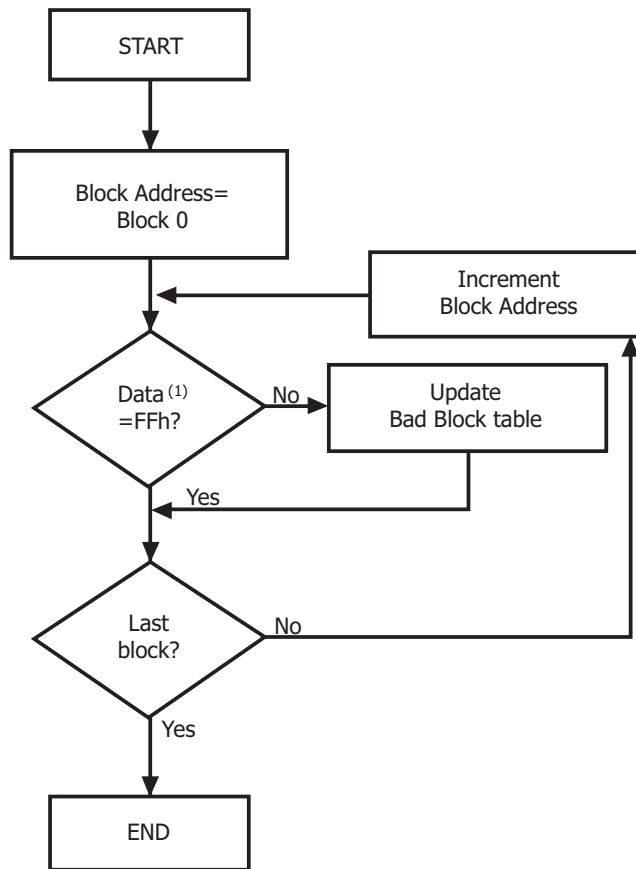 START
Block Address=
Block 0
Increment
Block Address
Data (1)
=FFh?
No
Update
Bad Block table
Yes
Last
block?
No
Yes
END